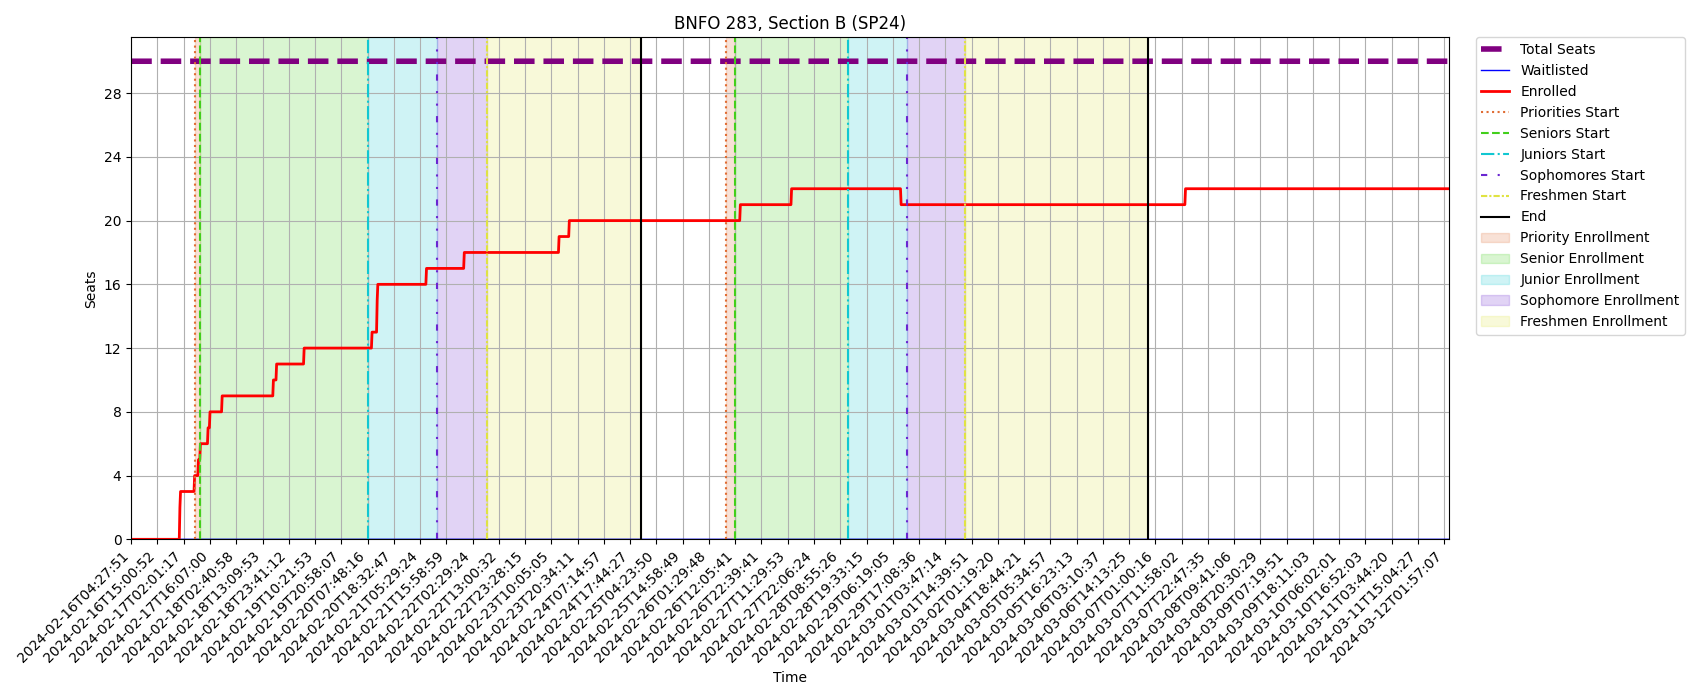 BNFO 283, Section B (SP24)
Seats
28
24
20
16
12
8
4
0
2024-02-16T04:27:51
2024-02-16T15:00:52
2024-02-17T02:01:17
2024-02-17T16:07:00
2024-02-18T02:40:58
2024-02-18T13:09:53
2024-02-18T23:41:12
2024-02-19T10:21:53
2024-02-19T20:58:07
2024-02-20T07:48:16
2024-02-20T18:32:47
2024-02-21T05:29:24
2024-02-21T15:58:59
2024-02-22T02:29:24
2024-02-22T13:00:32
2024-02-22T23:28:15
2024-02-23T10:05:05
2024-02-23T20:34:11
2024-02-24T07:14:57
2024-02-24T17:44:27
2024-02-25T04:23:50
2024-02-25T14:58:49
2024-02-26T01:29:48
2024-02-26T12:05:41
2024-02-26T22:39:41
2024-02-27T11:29:53
2024-02-27T22:06:24
2024-02-28T08:55:26
2024-02-28T19:33:15
2024-02-29T06:19:05
2024-02-29T17:08:36
2024-03-01T03:47:14
2024-03-01T14:39:51
2024-03-02T01:19:20
2024-03-04T18:44:21
2024-03-05T05:34:57
2024-03-05T16:23:13
2024-03-06T03:10:37
2024-03-06T14:13:25
2024-03-07T01:00:16
2024-03-07T11:58:02
2024-03-07T22:47:35
2024-03-08T09:41:06
2024-03-08T20:30:29
2024-03-09T07:19:51
2024-03-09T18:11:03
2024-03-10T06:02:01
2024-03-10T16:52:03
2024-03-11T03:44:20
2024-03-11T15:04:27
2024-03-12T01:57:07
Time
Total Seats
Waitlisted
Enrolled
Priorities Start
Seniors Start
Juniors Start
Sophomores Start
Freshmen Start
End
Priority Enrollment
Senior Enrollment
Junior Enrollment
Sophomore Enrollment
Freshmen Enrollment